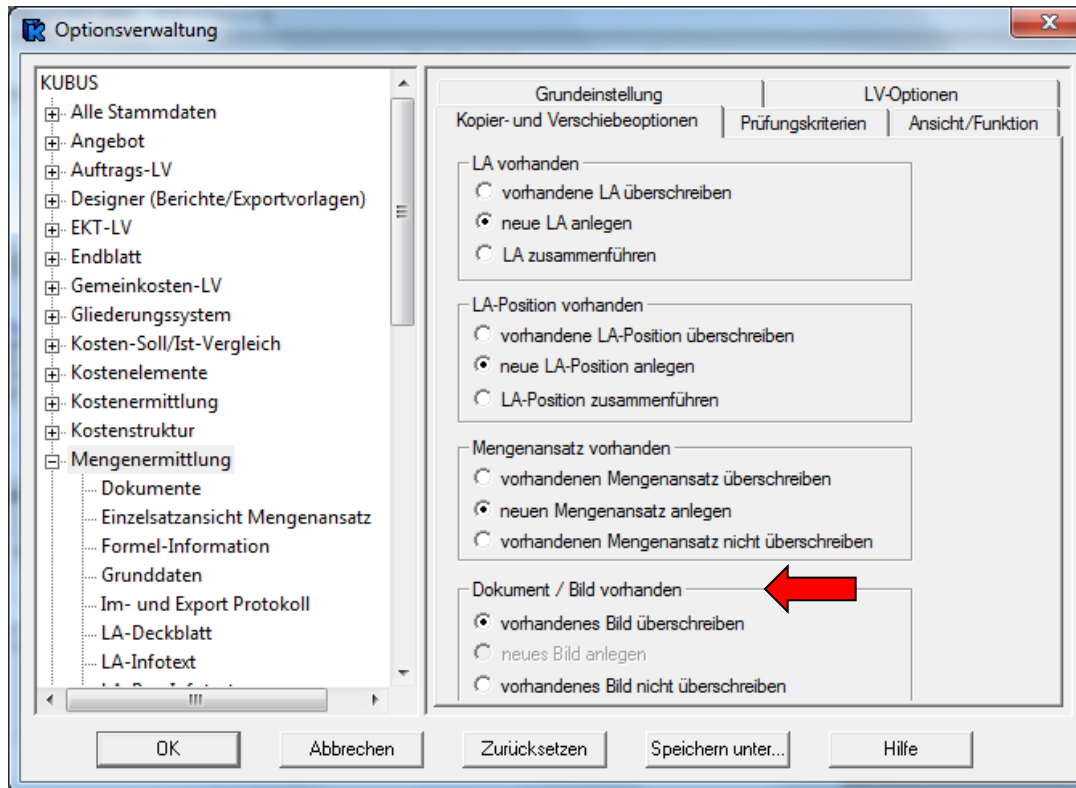 Optionsverwaltung
KUBUS
Alle Stammdaten
Angebot
Auftrags-LV
Designer (Berichte/Exportvorlagen)
EKT-LV
Endblatt
Gemeinkosten-LV
Gliederungssystem
Kosten-Soll/Ist-Vergleich
Kostenelemente
Kostenermittlung
Kostenstruktur
Mengenermittlung
Dokumente
Einzelsatzansicht Mengenansatz
Formel-Information
Grunddaten
Im- und Export Protokoll
LA-Deckblatt
LA-Infotext
Grundeinstellung
LV-Optionen
Kopier- und Verschiebeoptionen
Prüfungskriterien
Ansicht/Funktion
LA vorhanden
vorhandene LA überschreiben
neue LA anlegen
LA zusammenführen
LA-Position vorhanden
vorhandene LA-Position überschreiben
neue LA-Position anlegen
LA-Position zusammenführen
Mengenansatz vorhanden
vorhandenen Mengenansatz überschreiben
neuen Mengenansatz anlegen
vorhandenen Mengenansatz nicht überschreiben
Dokument / Bild vorhanden
vorhandenes Bild überschreiben
neues Bild anlegen
vorhandenes Bild nicht überschreiben
OK
Abbrechen
Zurücksetzen
Speichern unter...
Hilfe